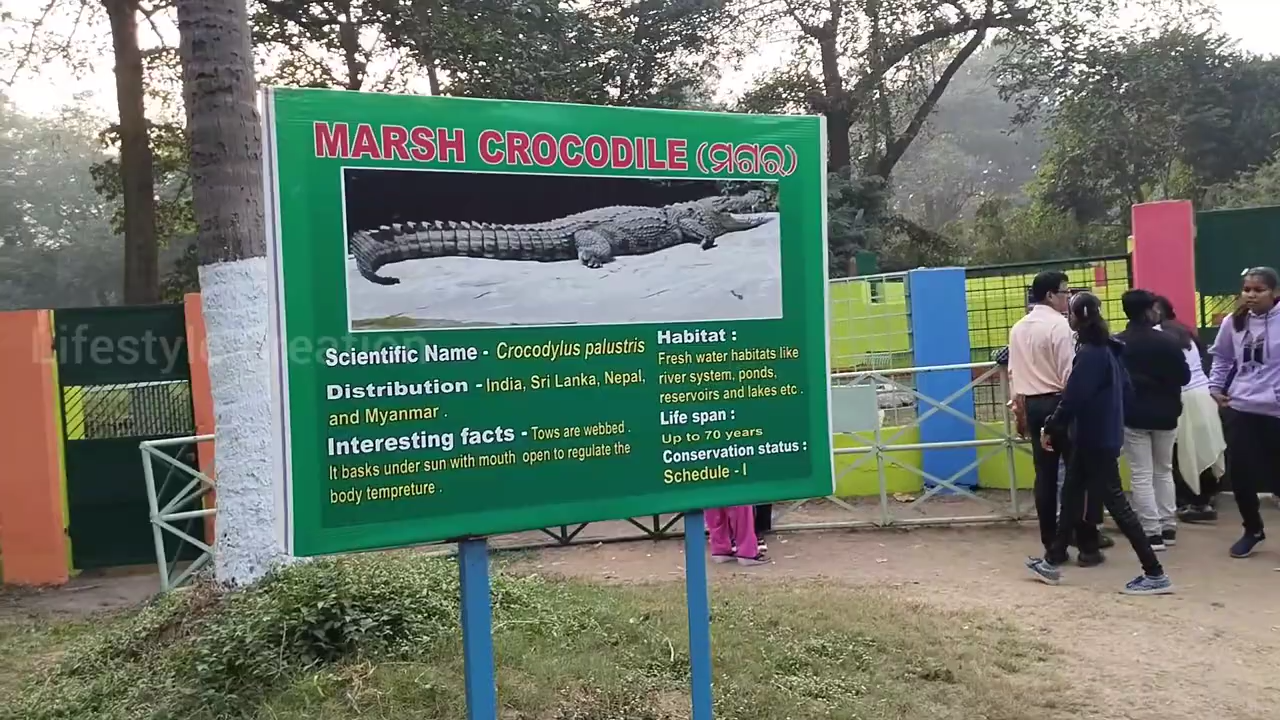 MARSH CROCODILE (ମଗର)
Scientific Name - Crocodylus palustris
Distribution - India, Sri Lanka, Nepal,
and Myanmar .
Interesting facts - Tows are webbed .
It basks under sun with mouth open to regulate the
body tempreture .
Habitat :
Fresh water habitats like
river system, ponds,
reservoirs and lakes etc .
Life span :
Up to 70 years
Conservation status :
Schedule - I
Lifestyle Creation